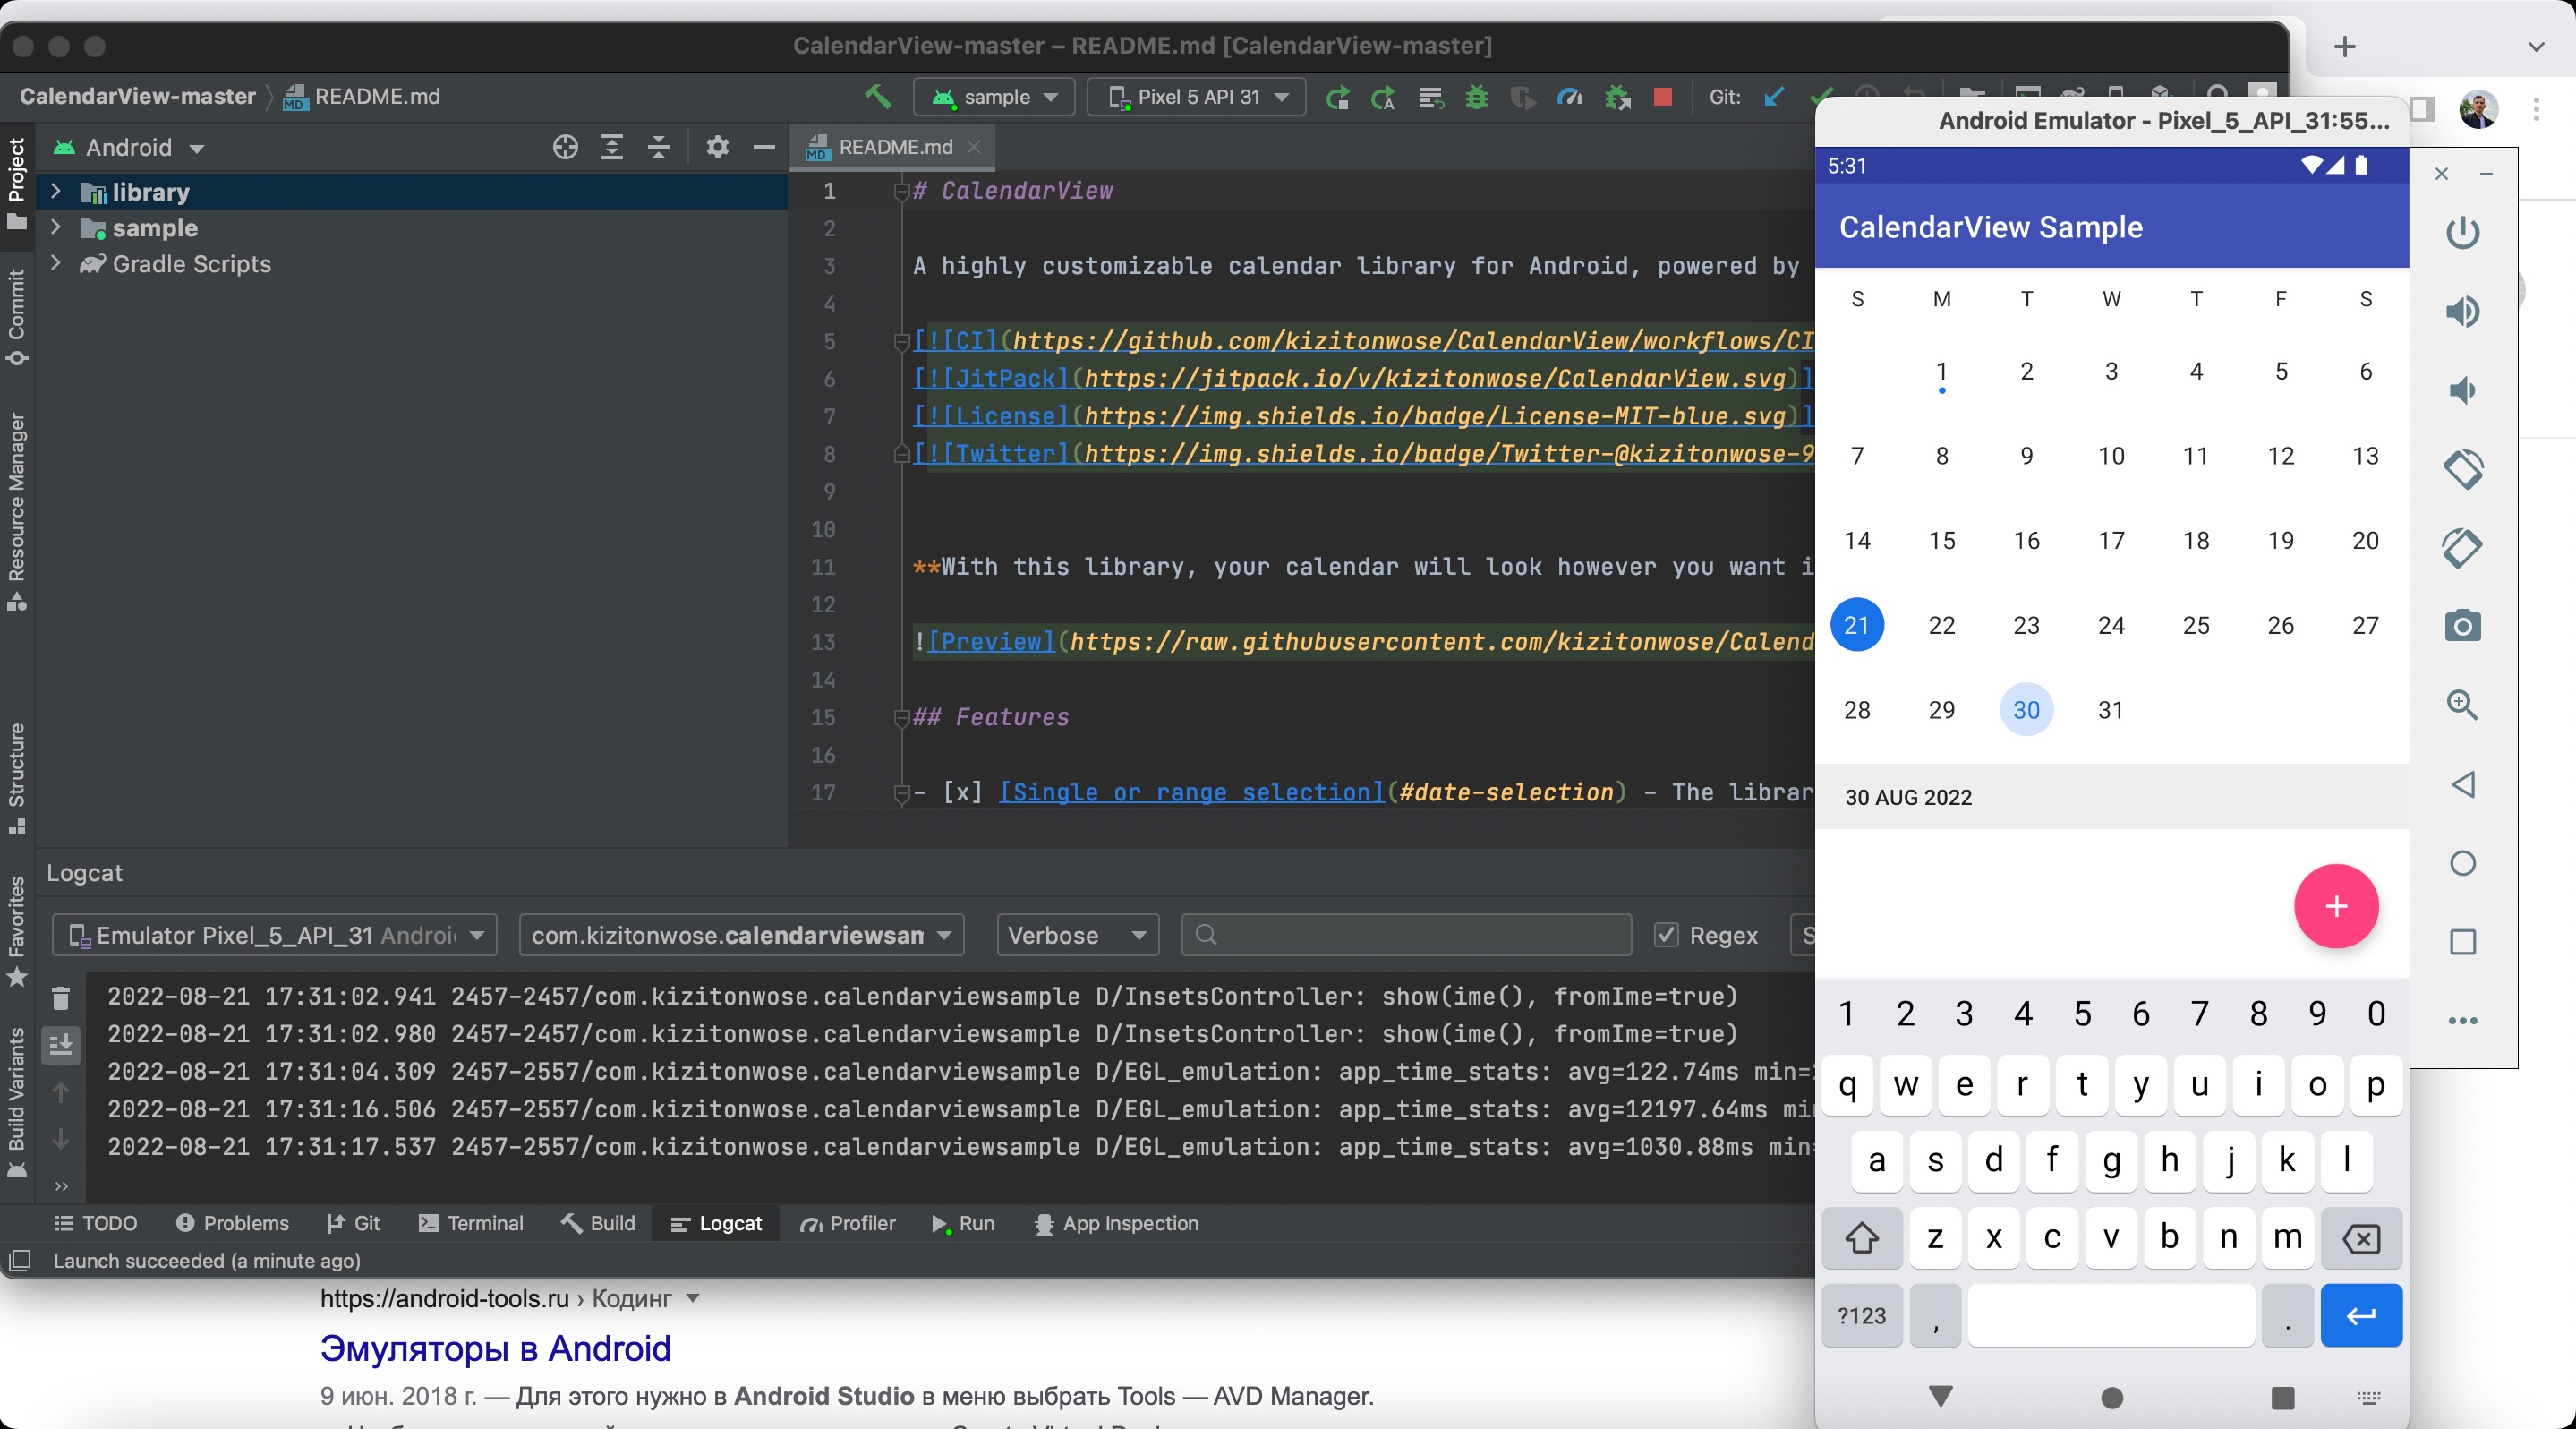 CalendarView-master – README.md [CalendarView-master]
CalendarView-master
README.md
sample
Pixel 5 API 31
Git:
Project
Commit
Resource Manager
Structure
Favorites
Build Variants
Android
library
sample
Gradle Scripts
README.md
1 # CalendarView
2
3 A highly customizable calendar library for Android, powered by
4
5 [![CI](https://github.com/kizitonwose/CalendarView/workflows/CI
6 [![JitPack](https://jitpack.io/v/kizitonwose/CalendarView.svg)]
7 [![License](https://img.shields.io/badge/License-MIT-blue.svg)]
8 [![Twitter](https://img.shields.io/badge/Twitter-@kizitonwose-9
9
10
11 **With this library, your calendar will look however you want i
12
13 ![Preview](https://raw.githubusercontent.com/kizitonwose/Calend
14
15 ## Features
16
17 - [x] [Single or range selection](#date-selection) - The librar
Logcat
Emulator Pixel_5_API_31 Androi
com.kizitonwose.calendarviewsan
Verbose
Regex
S
2022-08-21 17:31:02.941 2457-2457/com.kizitonwose.calendarviewsample D/InsetsController: show(ime(), fromIme=true)
2022-08-21 17:31:02.980 2457-2457/com.kizitonwose.calendarviewsample D/InsetsController: show(ime(), fromIme=true)
2022-08-21 17:31:04.309 2457-2557/com.kizitonwose.calendarviewsample D/EGL_emulation: app_time_stats: avg=122.74ms min=
2022-08-21 17:31:16.506 2457-2557/com.kizitonwose.calendarviewsample D/EGL_emulation: app_time_stats: avg=12197.64ms mi
2022-08-21 17:31:17.537 2457-2557/com.kizitonwose.calendarviewsample D/EGL_emulation: app_time_stats: avg=1030.88ms min
TODO Problems Git Terminal Build Logcat Profiler Run App Inspection
Launch succeeded (a minute ago)
https://android-tools.ru › Кодинг
Эмуляторы в Android
9 июн. 2018 г. — Для этого нужно в Android Studio в меню выбрать Tools — AVD Manager.
Android Emulator - Pixel_5_API_31:55...
5:31
CalendarView Sample
S M T W T F S
1 2 3 4 5 6
7 8 9 10 11 12 13
14 15 16 17 18 19 20
21 22 23 24 25 26 27
28 29 30 31
30 AUG 2022
+
1 2 3 4 5 6 7 8 9 0
q w e r t y u i o p
a s d f g h j k l
z x c v b n m
?123 , .